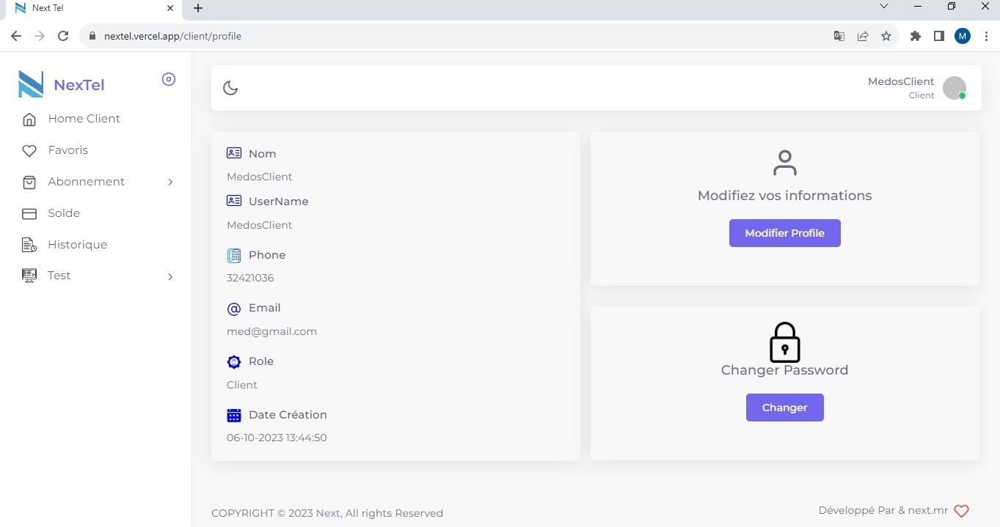 Next Tel
nextel.vercel.app/client/profile
M
NexTel
Home Client
Favoris
Abonnement
Solde
Historique
Test
MedosClient
Client
Nom
MedosClient
UserName
MedosClient
Phone
32421036
Email
med@gmail.com
Role
Client
Date Création
06-10-2023 13:44:50
Modifiez vos informations
Modifier Profile
Changer Password
Changer
COPYRIGHT © 2023 Next, All rights Reserved
Développé Par & next.mr